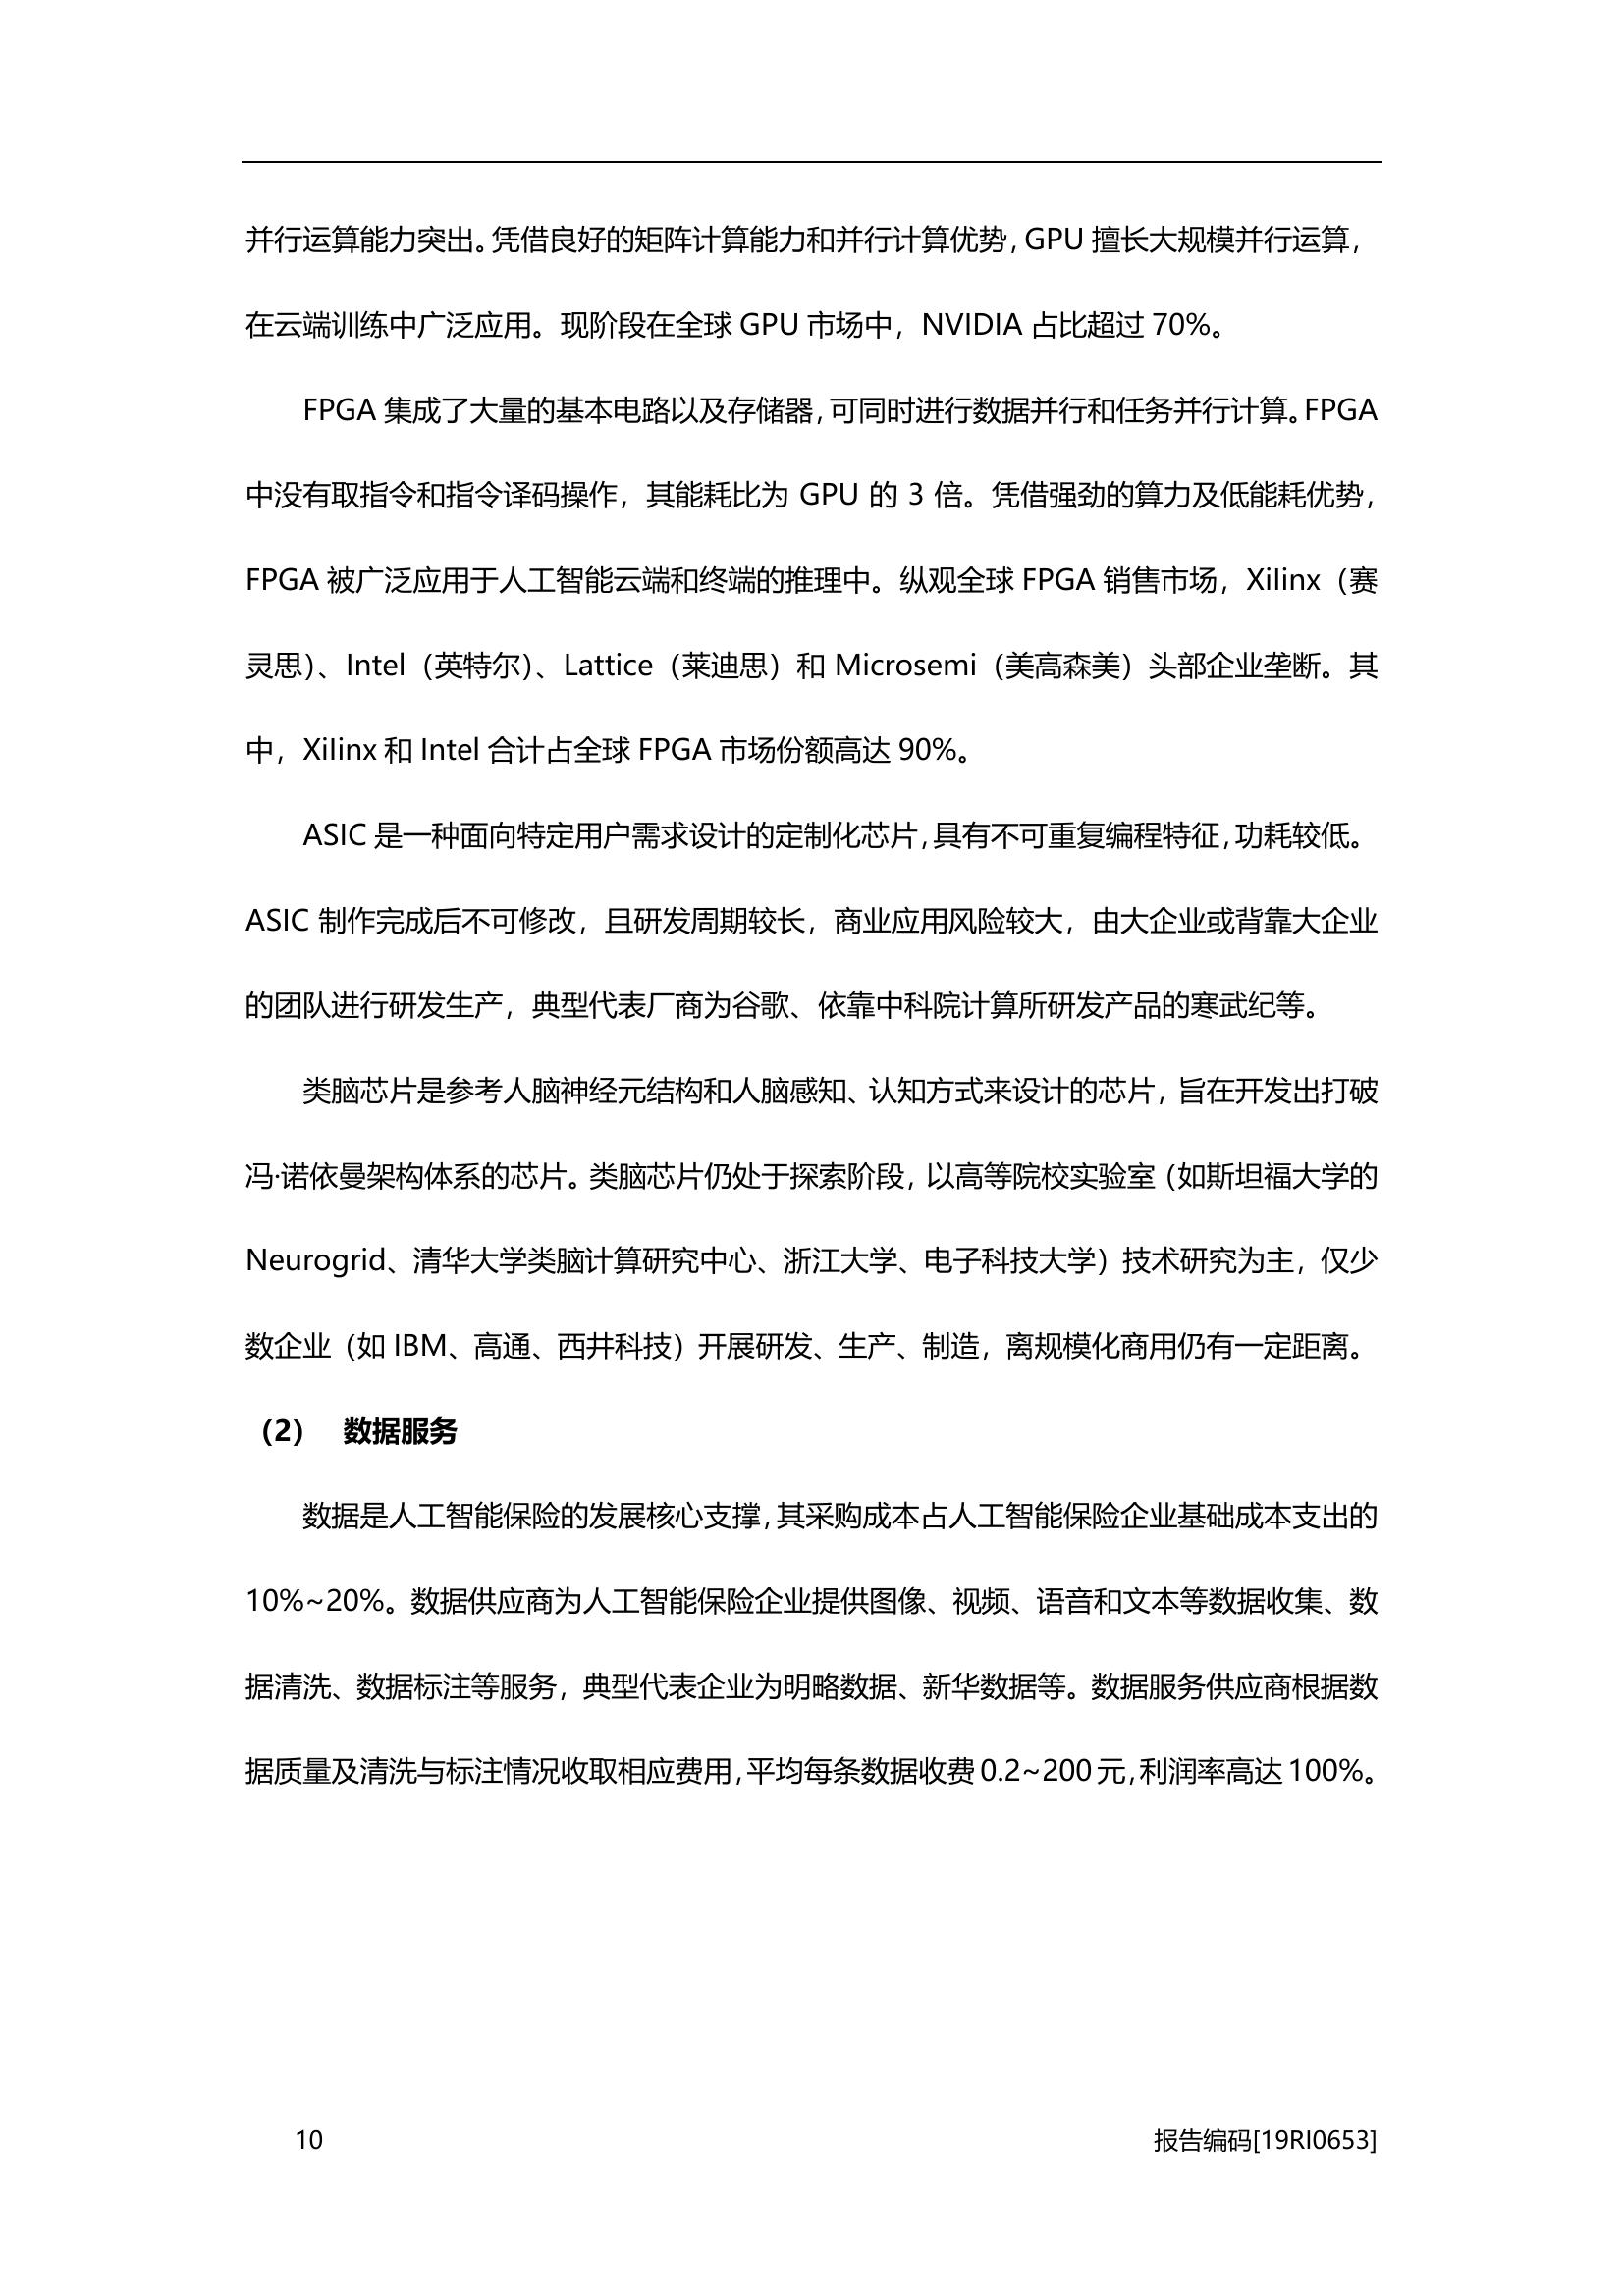 并行运算能力突出。凭借良好的矩阵计算能力和并行计算优势，GPU 擅长大规模并行运算，
在云端训练中广泛应用。现阶段在全球 GPU 市场中，NVIDIA 占比超过 70%。
FPGA 集成了大量的基本电路以及存储器，可同时进行数据并行和任务并行计算。FPGA
中没有取指令和指令译码操作，其能耗比为 GPU 的 3 倍。凭借强劲的算力及低能耗优势，
FPGA 被广泛应用于人工智能云端和终端的推理中。纵观全球 FPGA 销售市场，Xilinx（赛
灵思）、Intel（英特尔）、Lattice（莱迪思）和 Microsemi（美高森美）头部企业垄断。其
中，Xilinx 和 Intel 合计占全球 FPGA 市场份额高达 90%。
ASIC 是一种面向特定用户需求设计的定制化芯片，具有不可重复编程特征，功耗较低。
ASIC 制作完成后不可修改，且研发周期较长，商业应用风险较大，由大企业或背靠大企业
的团队进行研发生产，典型代表厂商为谷歌、依靠中科院计算所研发产品的寒武纪等。
类脑芯片是参考人脑神经元结构和人脑感知、认知方式来设计的芯片，旨在开发出打破
冯·诺依曼架构体系的芯片。类脑芯片仍处于探索阶段，以高等院校实验室（如斯坦福大学的
Neurogrid、清华大学类脑计算研究中心、浙江大学、电子科技大学）技术研究为主，仅少
数企业（如 IBM、高通、西井科技）开展研发、生产、制造，离规模化商用仍有一定距离。
（2） 数据服务
数据是人工智能保险的发展核心支撑，其采购成本占人工智能保险企业基础成本支出的
10%~20%。数据供应商为人工智能保险企业提供图像、视频、语音和文本等数据收集、数
据清洗、数据标注等服务，典型代表企业为明略数据、新华数据等。数据服务供应商根据数
据质量及清洗与标注情况收取相应费用，平均每条数据收费 0.2~200 元，利润率高达 100%。
10 报告编码[19RI0653]